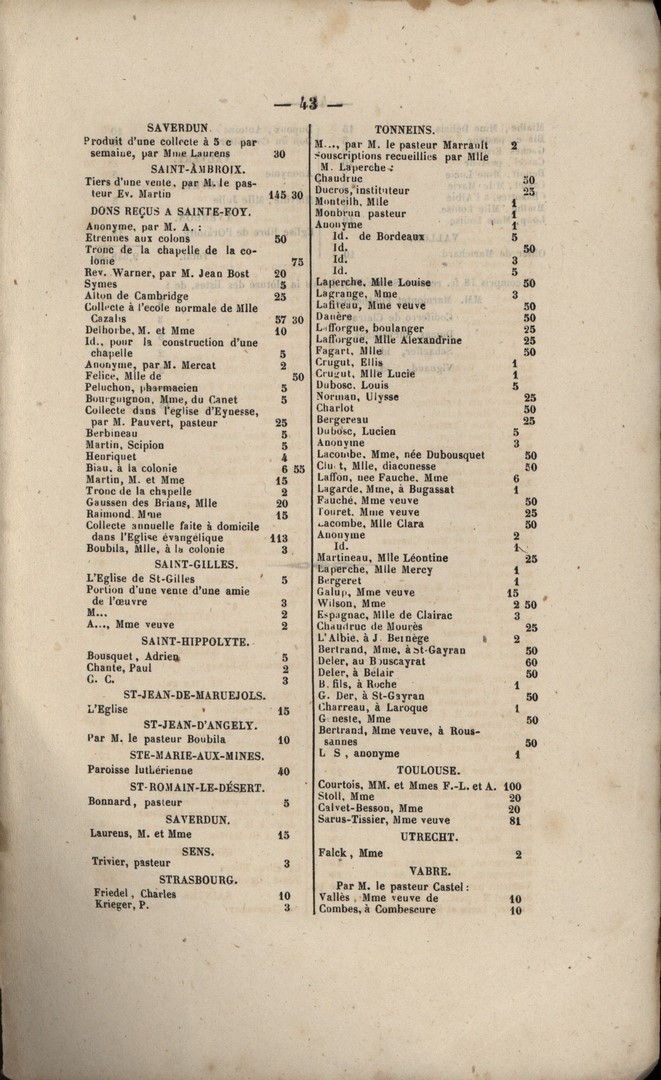 — 43 —
SAVERDUN
Produit d'une collecte à 5 c par
semaine, par Mme Laurens 30
SAINT-AMBROIX.
Tiers d'une vente, par M. le pas-
teur Ev. Martin 145 30
DONS REÇUS A SAINTE-FOY.
Anonyme, par M. A. :
Etrennes aux colons 50
Tronc de la chapelle de la co-
lonie 75
Rev. Warner, par M. Jean Bost 20
Symes 5
Aiton de Cambridge 25
Collecte à l'école normale de Mlle
Cazalis 57 30
Delhorbe, M. et Mme 10
Id., pour la construction d'une
chapelle 5
Anonyme, par M. Mercat 2
Felice, Mlle de 50
Peluchon, pharmacien 5
Bourguignon, Mme, du Canet 5
Collecte dans l'eglise d'Eynesse,
par M. Pauvert, pasteur 25
Berbineau 5
Martin, Scipion 5
Henriquet 4
Biau, à la colonie 6 55
Martin, M. et Mme 15
Tronc de la chapelle 2
Gaussen des Brians, Mlle 20
Raimond, Mme 15
Collecte annuelle faite à domicile
dans l'Eglise évangélique 113
Boubila, Mlle, à la colonie 3
SAINT-GILLES.
L'Eglise de St-Gilles 5
Portion d'une vente d'une amie
de l'œuvre 3
M... 2
A..., Mme veuve 2
SAINT-HIPPOLYTE.
Bousquet, Adrien 5
Chante, Paul 2
C. C. 3
ST-JEAN-DE-MARUEJOLS.
L'Eglise 15
ST-JEAN-D'ANGELY.
Par M. le pasteur Boubila 10
STE-MARIE-AUX-MINES.
Paroisse luthérienne 40
ST-ROMAIN-LE-DÉSERT.
Bonnard, pasteur 5
SAVERDUN.
Laurens, M. et Mme 15
SENS.
Trivier, pasteur 3
STRASBOURG.
Friedel, Charles 10
Krieger, P. 3
TONNEINS.
M..., par M. le pasteur Marrault 2
Souscriptions recueillies par Mlle
M. Laperche :
Chaudruc 50
Ducros, instituteur 25
Monteilh, Mlle 1
Monbrun pasteur 1
Anonyme 1
Id. de Bordeaux 5
Id. 50
Id. 3
Id. 5
Laperche, Mlle Louise 50
Lagrange, Mme 3
Lafiteau, Mme veuve 50
Danère 50
Lafforgue, boulanger 25
Lafforgue, Mlle Alexandrine 25
Fagart, Mlle 50
Crugut, Ellis 1
Crugut, Mlle Lucie 1
Dubosc, Louis 5
Norman, Ulysse 25
Charlot 50
Bergereau 25
Dubosc, Lucien 5
Anonyme 3
Lacombe, Mme, née Dubousquet 50
Mlle, diaconesse 50
Laffon, nee Fauche, Mme 6
Lagarde, Mme, à Bugassat 1
Fauché, Mme veuve 50
Touret, Mme veuve 25
Lacombe, Mlle Clara 50
Anonyme 2
Id. 1
Martineau, Mlle Léontine 25
Laperche, Mlle Mercy 1
Bergeret 1
Galup, Mme veuve 15
Wilson, Mme 2 50
Espagnac, Mlle de Clairac 3
Chaudruc de Mourès 25
L'Albie, à J. Beinège 2
Bertrand, Mme, à St-Gayran 50
Deler, au Bouscayrat 60
Deler, à Belair 50
B. fils, à Roche 1
G. Der, à St-Gayran 50
Charreau, à Laroque 1
Geneste, Mme 50
Bertrand, Mme veuve, à Rous-
sannes 50
L S, anonyme 1
TOULOUSE.
Courtois, MM. et Mmes F.-L. et A. 100
Stoll, Mme 20
Calvet-Besson, Mme 20
Sarus-Tissier, Mme veuve 81
UTRECHT.
Falck, Mme 2
VABRE.
Par M. le pasteur Castel :
Vallès, Mme veuve de 10
Combes, à Combescure 10